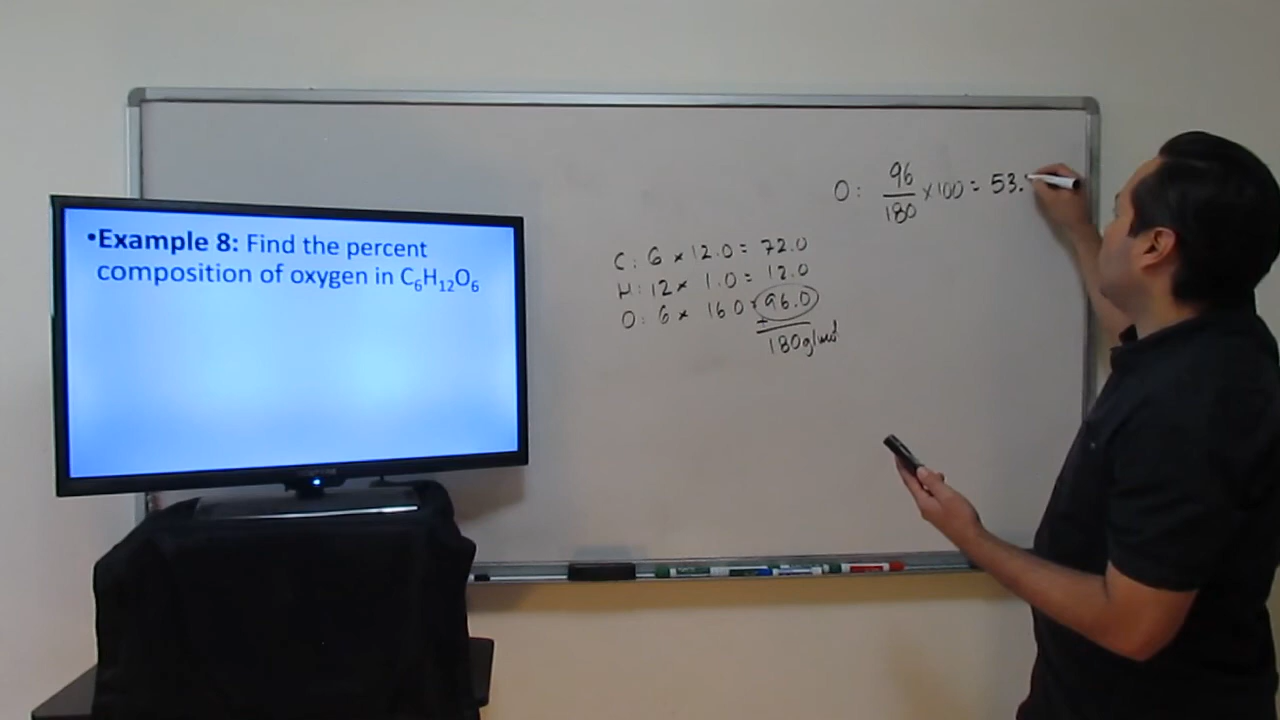 •Example 8: Find the percent
composition of oxygen in C₆H₁₂O₆
O: 96/180 × 100 = 53.
C: 6 × 12.0 = 72.0
H: 12 × 1.0 = 12.0
O: 6 × 16.0 = 96.0
+
180 g/mol